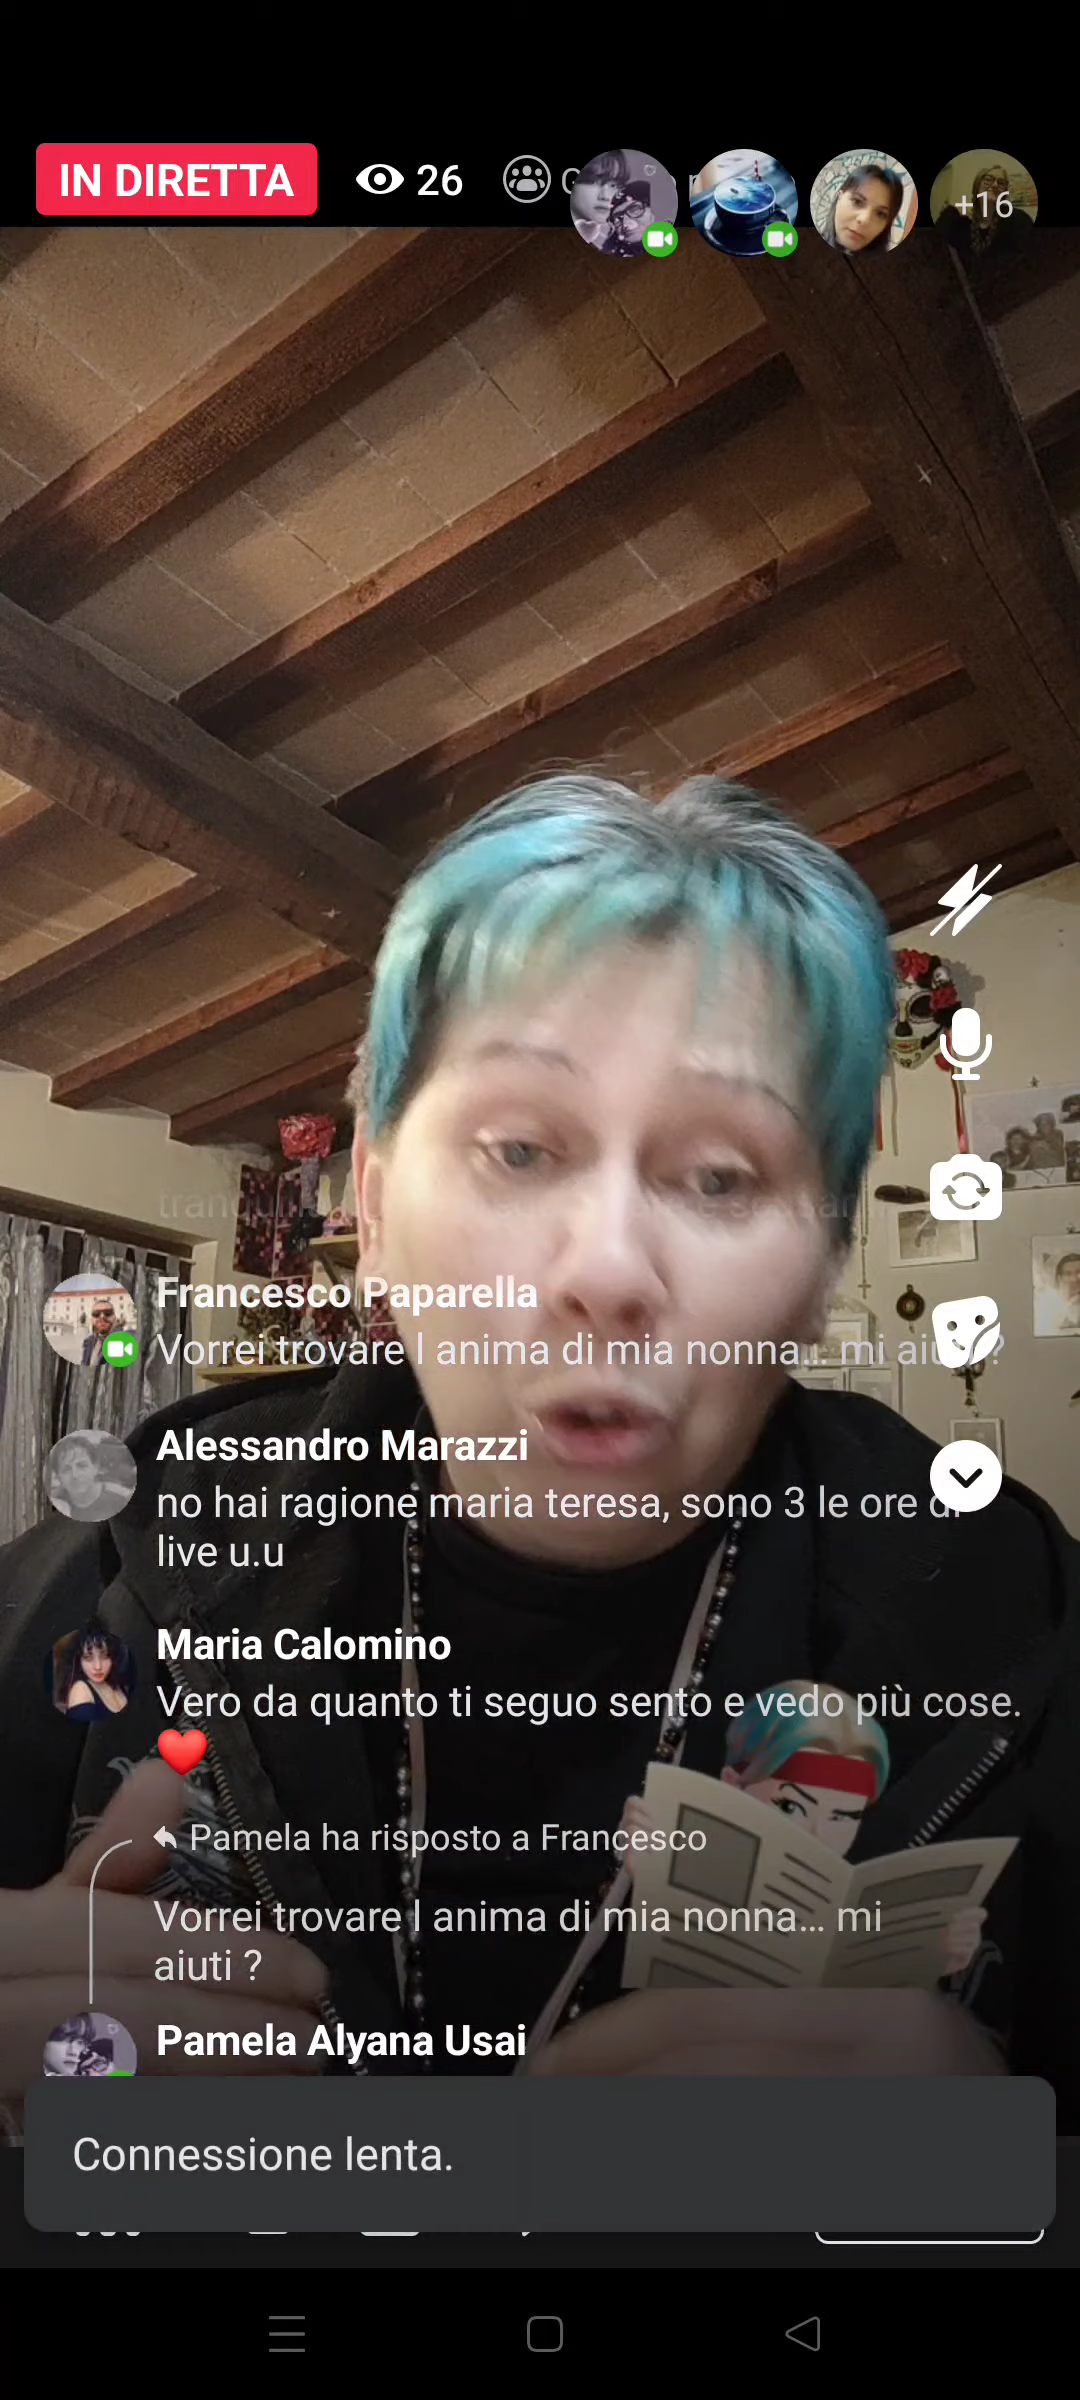 IN DIRETTA
26
+16
Francesco Paparella
Vorrei trovare l anima di mia nonna... mi
Alessandro Marazzi
no hai ragione maria teresa, sono 3 le ore di
live u.u
Maria Calomino
Vero da quanto ti seguo sento e vedo più cose.
❤️
Pamela ha risposto a Francesco
Vorrei trovare l anima di mia nonna... mi
aiuti ?
Pamela Alyana Usai
Connessione lenta.